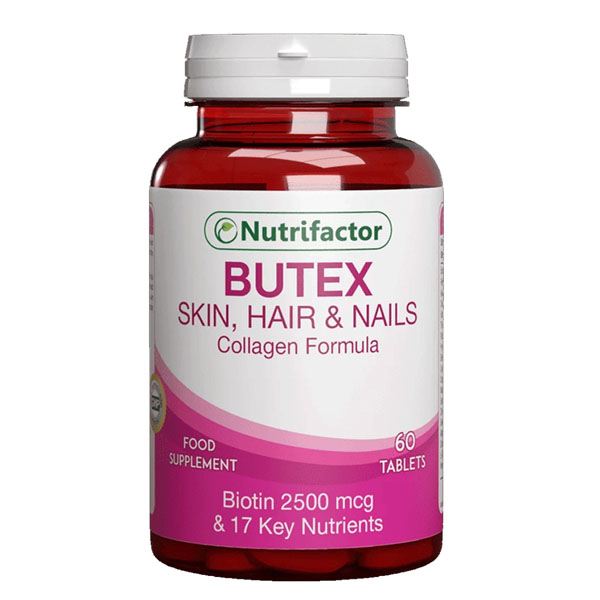 Nutrifactor
BUTEX
SKIN, HAIR & NAILS
Collagen Formula
FOOD
SUPPLEMENT
60
TABLETS
Biotin 2500 mcg
& 17 Key Nutrients